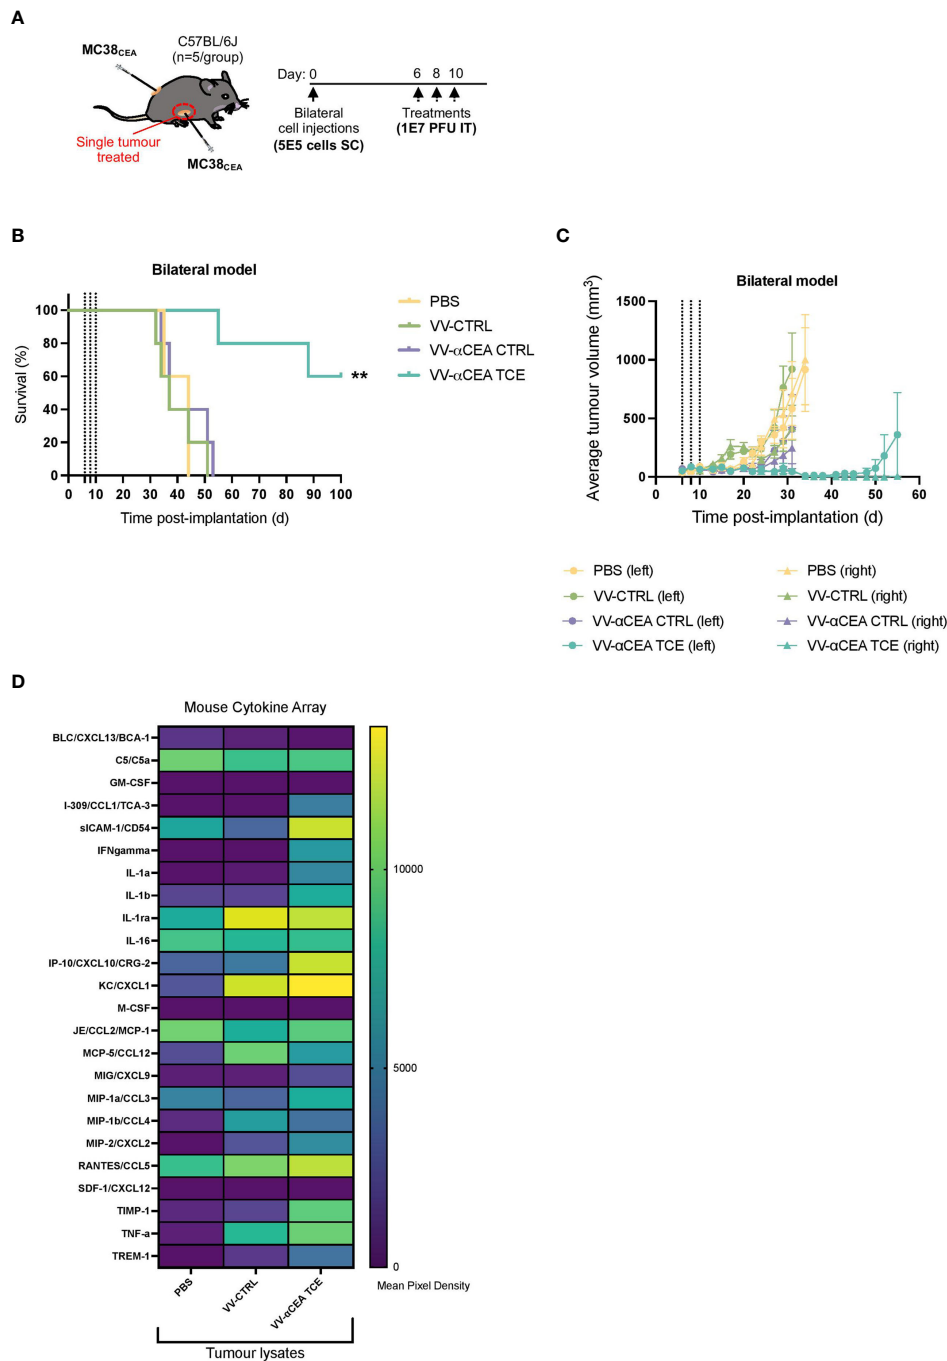 A
C57BL/6J
(n=5/group)
MC38CEA
Single tumour
treated
MC38CEA
Day: 0 6 8 10
Bilateral
cell injections
(5E5 cells SC)
Treatments
(1E7 PFU IT)
B
Bilateral model
Survival (%)
100
80
60
40
20
0
0 10 20 30 40 50 60 70 80 90 100
Time post-implantation (d)
**
PBS
VV-CTRL
VV-αCEA CTRL
VV-αCEA TCE
C
Bilateral model
Average tumour volume (mm3)
1500
1000
500
0
0 10 20 30 40 50 60
Time post-implantation (d)
PBS (left)
PBS (right)
VV-CTRL (left)
VV-CTRL (right)
VV-αCEA CTRL (left)
VV-αCEA CTRL (right)
VV-αCEA TCE (left)
VV-αCEA TCE (right)
D
Mouse Cytokine Array
BLC/CXCL13/BCA-1
C5/C5a
GM-CSF
I-309/CCL1/TCA-3
sICAM-1/CD54
IFNgamma
IL-1a
IL-1b
IL-1ra
IL-16
IP-10/CXCL10/CRG-2
KC/CXCL1
M-CSF
JE/CCL2/MCP-1
MCP-5/CCL12
MIG/CXCL9
MIP-1a/CCL3
MIP-1b/CCL4
MIP-2/CXCL2
RANTES/CCL5
SDF-1/CXCL12
TIMP-1
TNF-a
TREM-1
10000
5000
0
Mean Pixel Density
PBS
VV-CTRL
VV-αCEA TCE
Tumour lysates